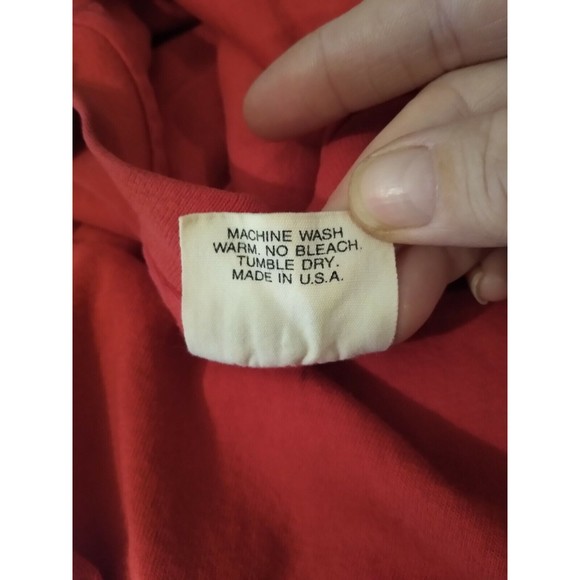 MACHINE WASH
WARM. NO BLEACH.
TUMBLE DRY.
MADE IN U.S.A.